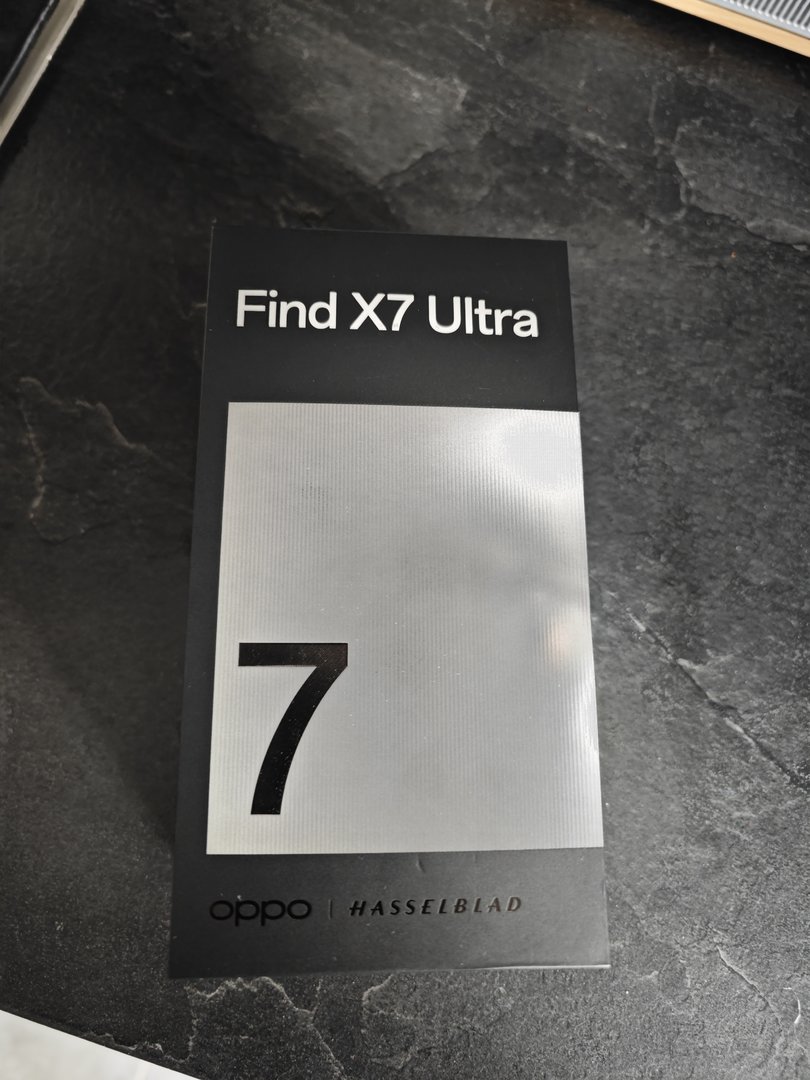 Find X7 Ultra
7
oppo | HASSELBLAD